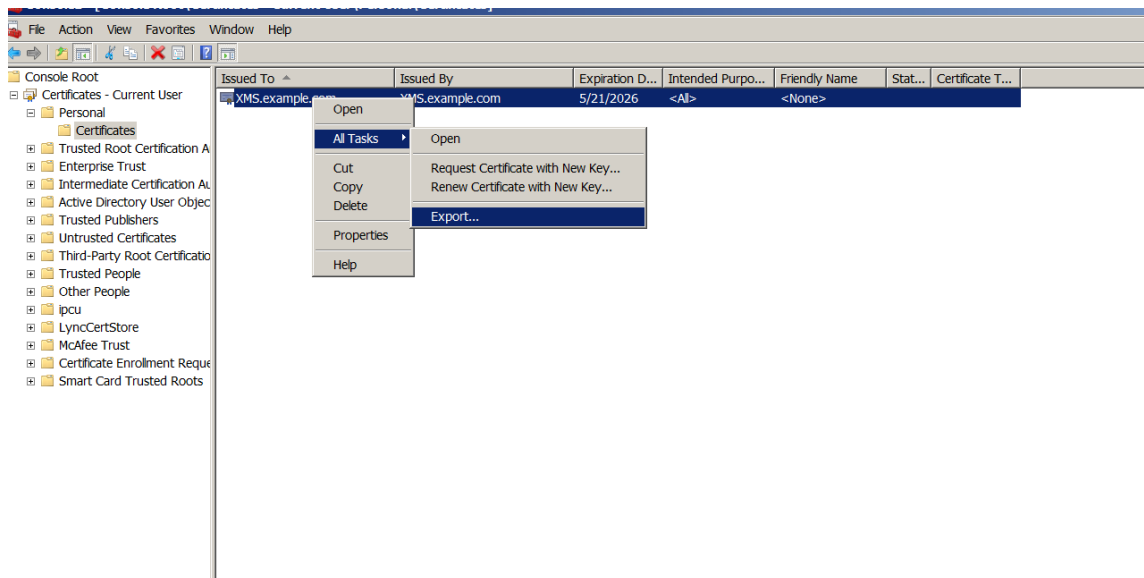 File Action View Favorites Window Help
Console Root
Certificates - Current User
Personal
Certificates
Trusted Root Certification A
Enterprise Trust
Intermediate Certification Au
Active Directory User Objec
Trusted Publishers
Untrusted Certificates
Third-Party Root Certificatio
Trusted People
Other People
ipcu
LyncCertStore
McAfee Trust
Certificate Enrollment Reque
Smart Card Trusted Roots
Issued To Issued By Expiration D... Intended Purpo... Friendly Name Stat... Certificate T...
XMS.example.com XMS.example.com 5/21/2026 <All> <None>
Open
All Tasks
Cut
Copy
Delete
Properties
Help
Open
Request Certificate with New Key...
Renew Certificate with New Key...
Export...